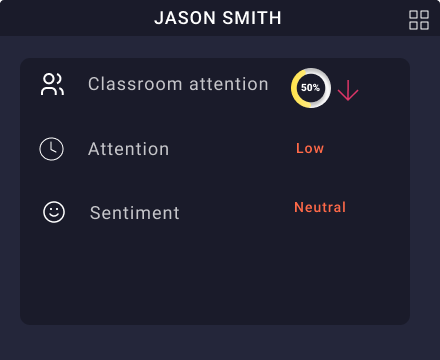 JASON SMITH
Classroom attention 50%
Attention Low
Sentiment Neutral